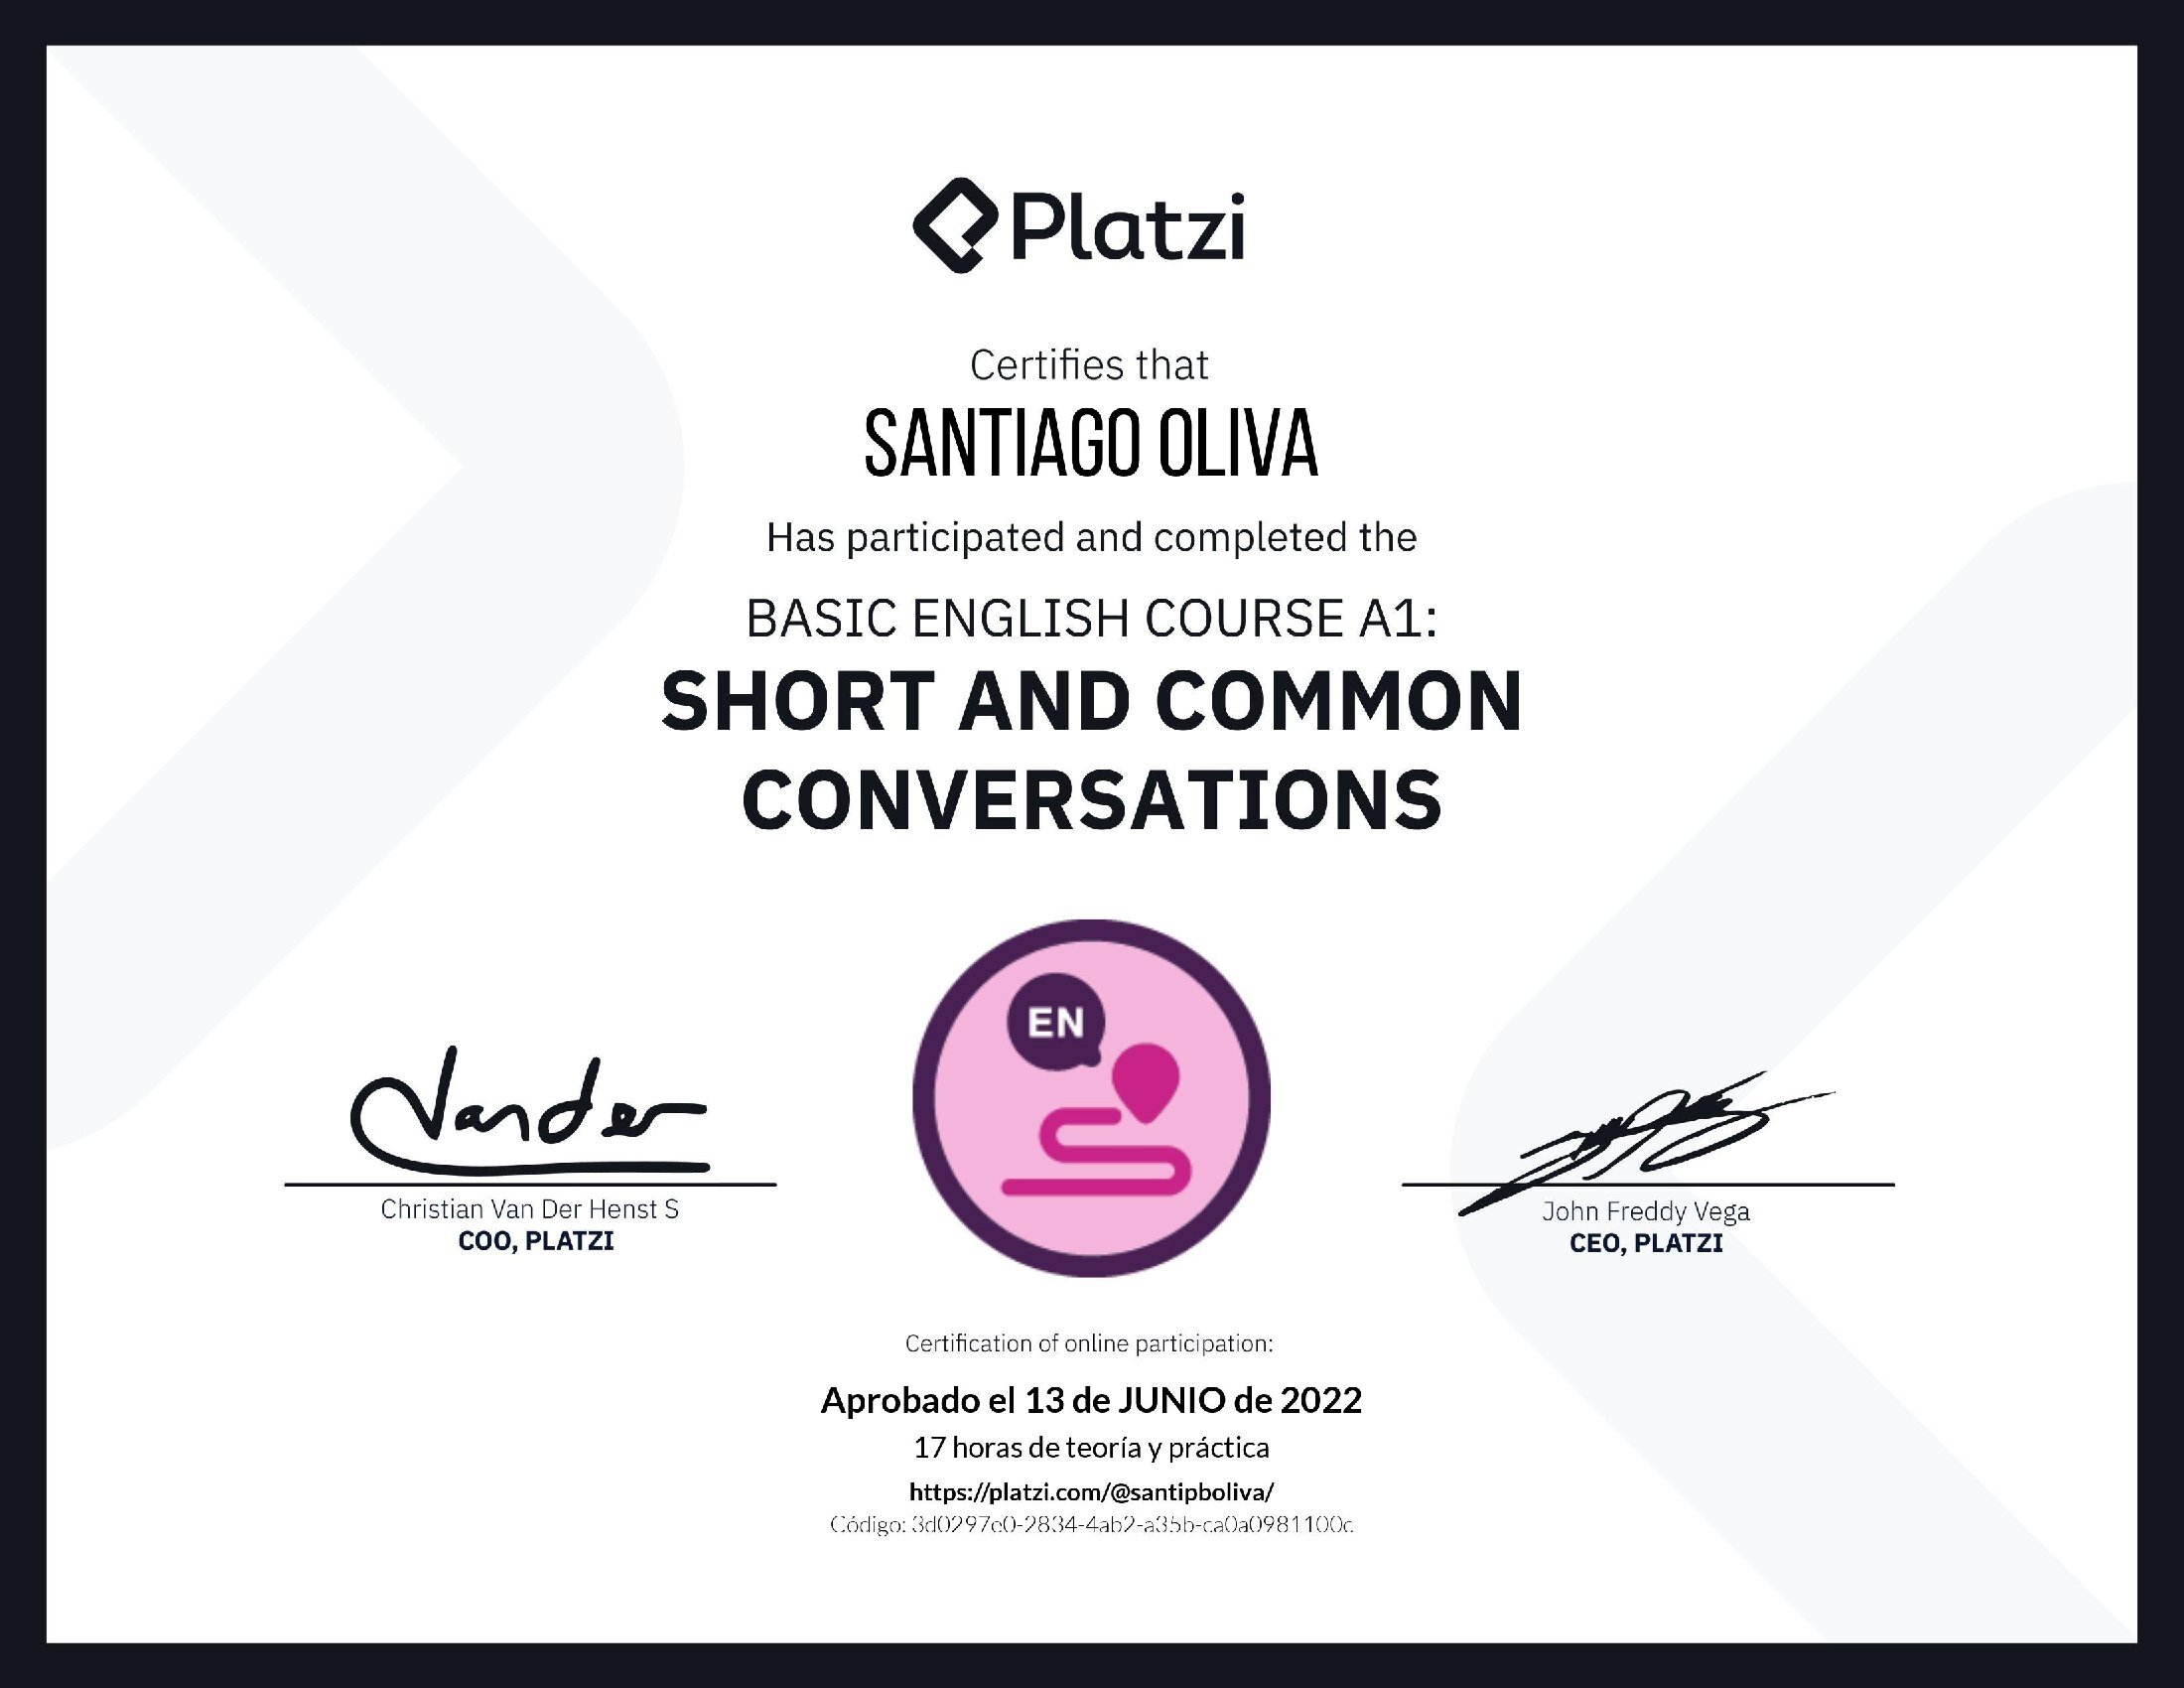 Platzi
Certifies that
SANTIAGO OLIVA
Has participated and completed the
BASIC ENGLISH COURSE A1:
SHORT AND COMMON
CONVERSATIONS
EN
Vander
Christian Van Der Henst S
COO, PLATZI
John Freddy Vega
CEO, PLATZI
Certification of online participation:
Aprobado el 13 de JUNIO de 2022
17 horas de teoría y práctica
https://platzi.com/@santipboliva/
Código: 3d0297e0-2834-4ab2-a35b-ca0a0981100c